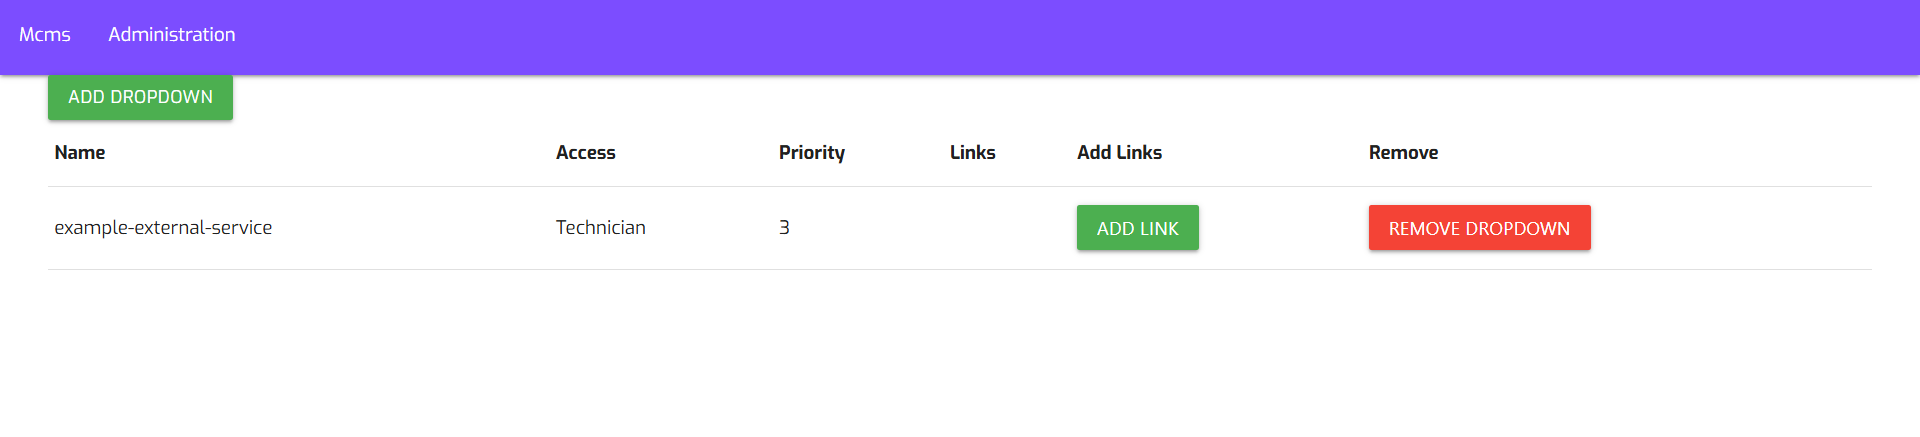 Mcms Administration
ADD DROPDOWN
Name Access Priority Links Add Links Remove
example-external-service Technician 3 ADD LINK REMOVE DROPDOWN